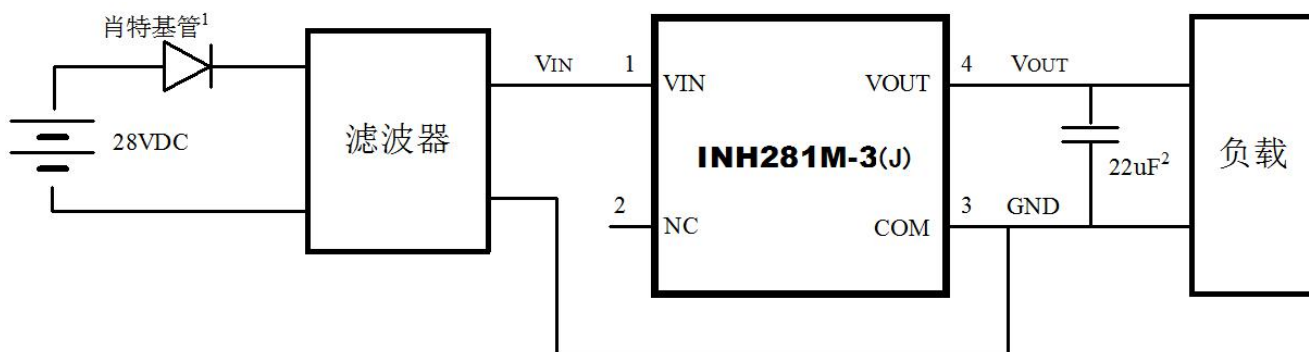 肖特基管¹
28VDC
滤波器
VIN
1
VIN
2
NC
INH281M-3(J)
VOUT
COM
4
VOUT
3
GND
22uF²
负载